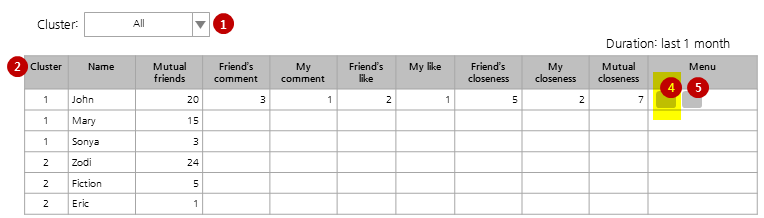 Cluster: All 1
Duration: last 1 month
2 Cluster Name Mutual friends Friend's comment My comment Friend's like My like Friend's closeness My closeness Mutual closeness Menu
1 John 20 3 1 2 1 5 2 7 4 5
1 Mary 15
1 Sonya 3
2 Zodi 24
2 Fiction 5
2 Eric 1